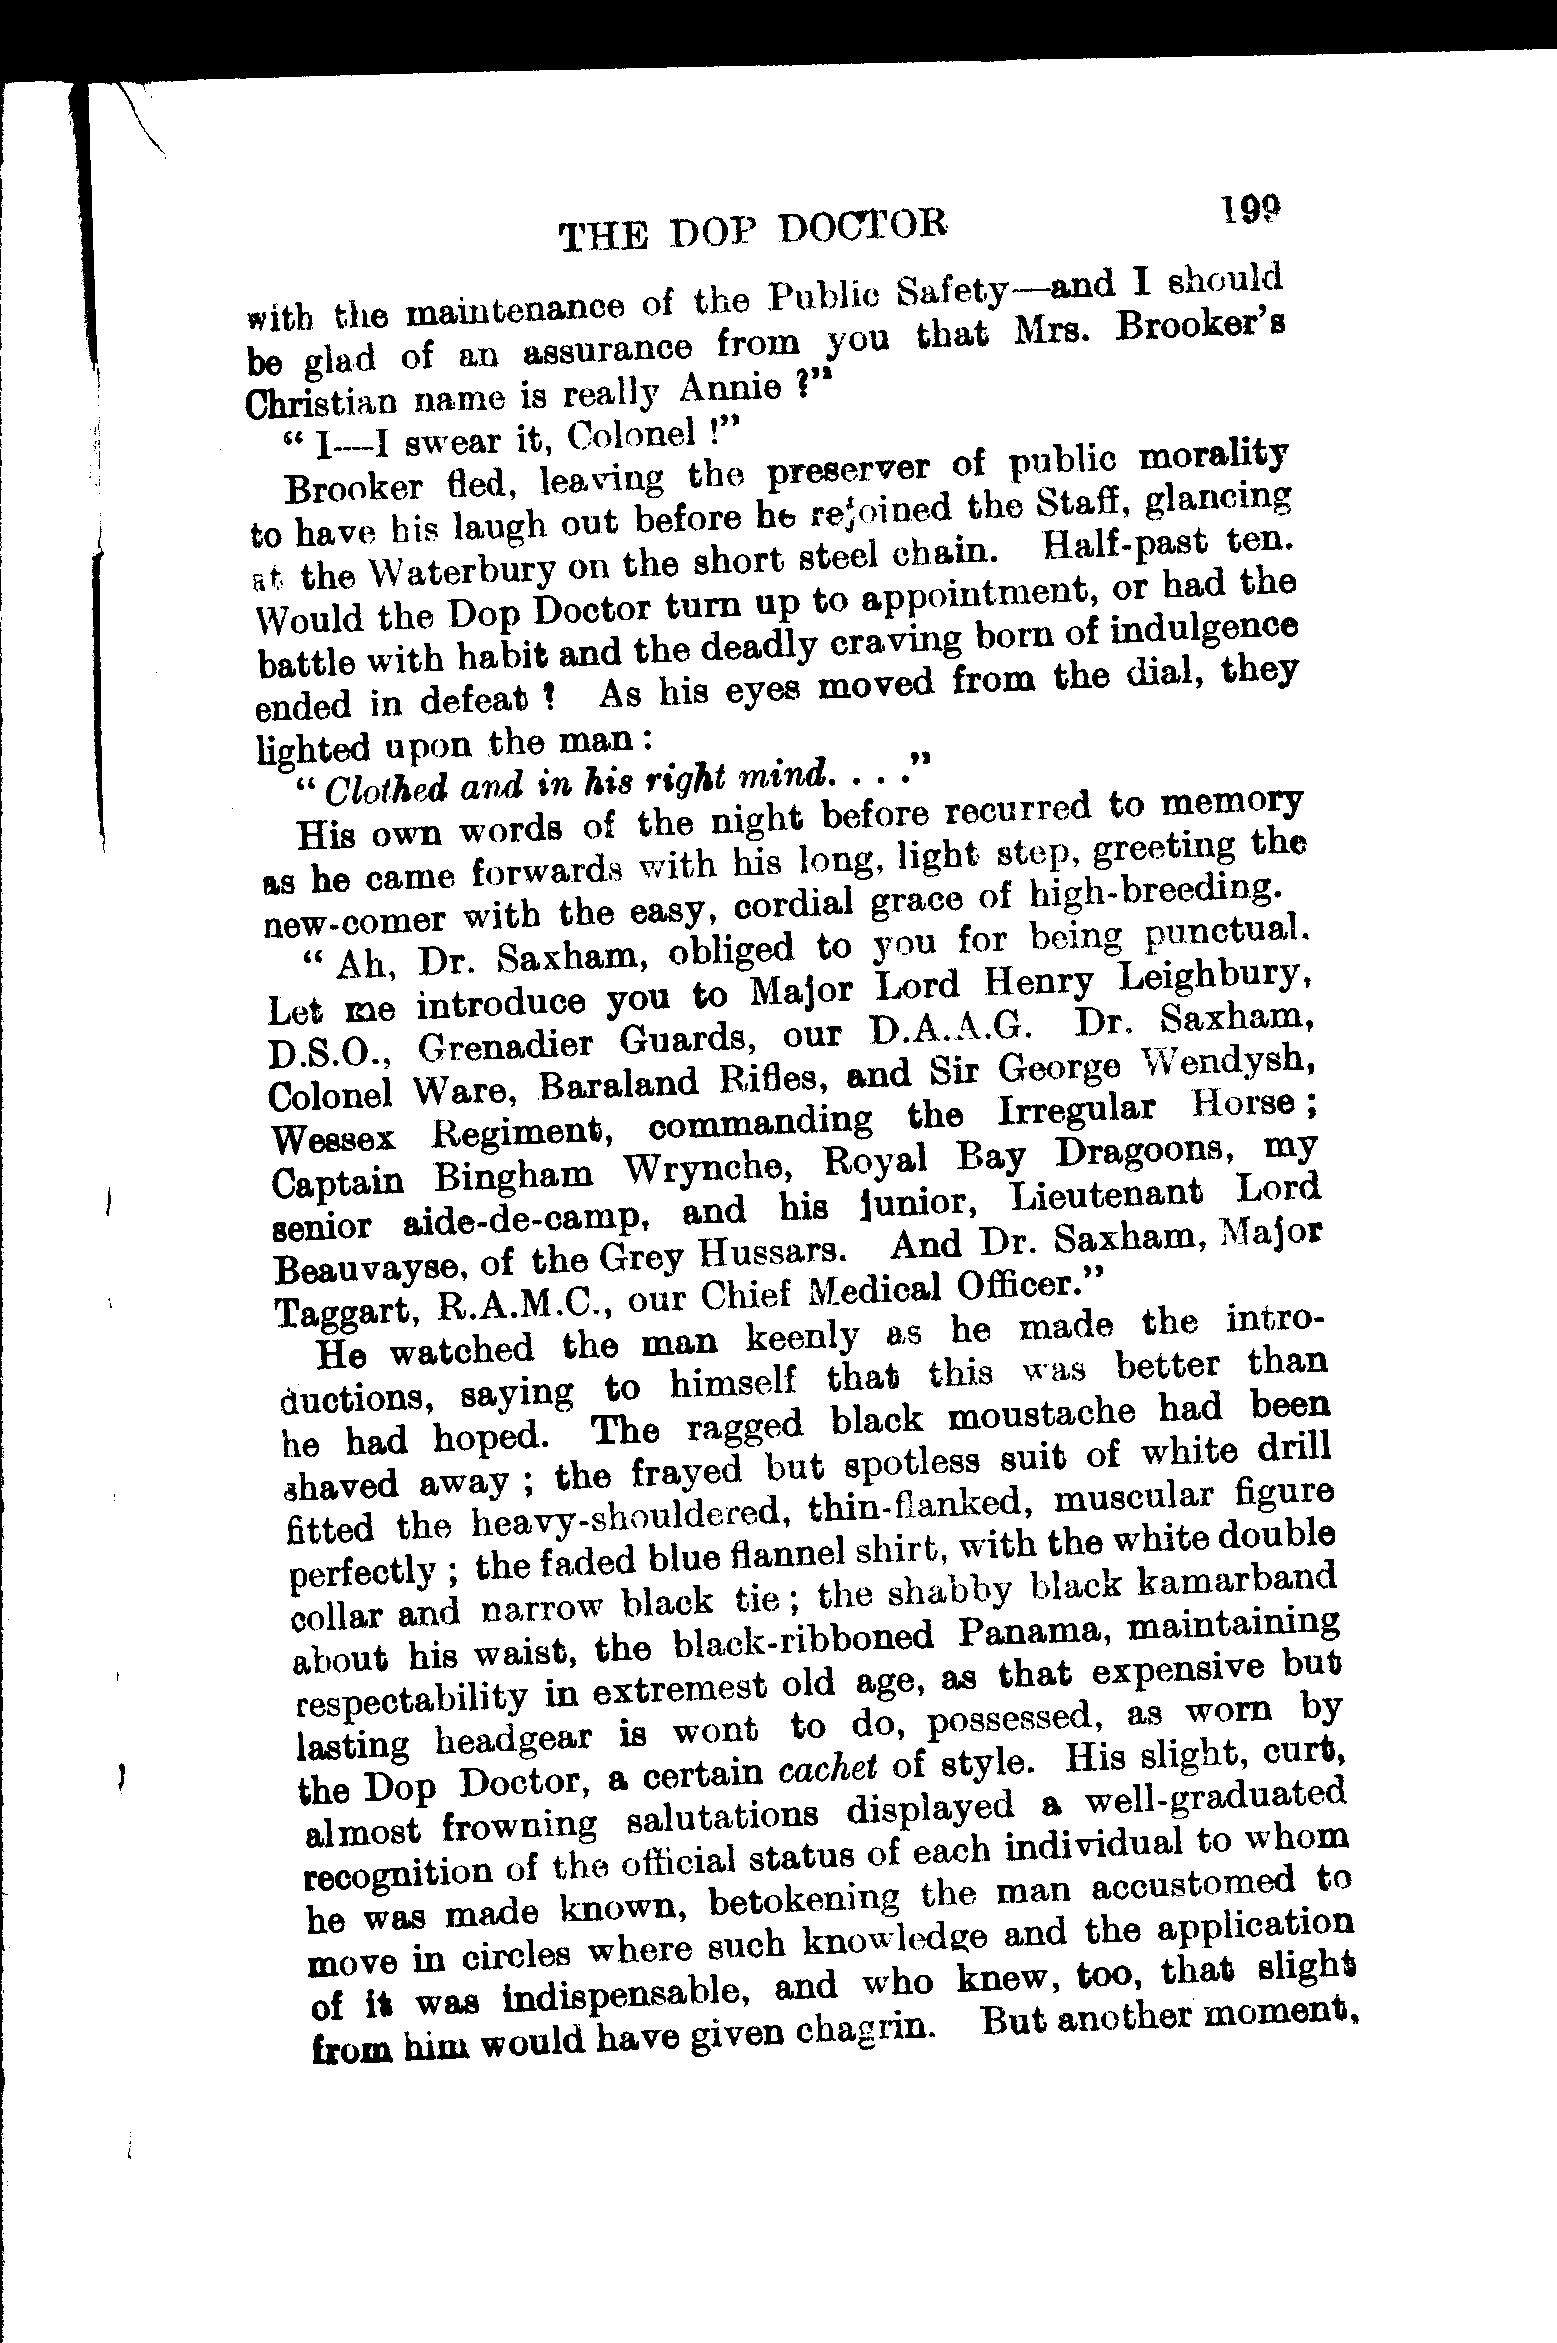 THE DOP DOCTOR 199
with the maintenance of the Public Safety—and I should
be glad of an assurance from you that Mrs. Brooker's
Christian name is really Annie ?"
" I—I swear it, Colonel !"
Brooker fled, leaving the preserver of public morality
to have his laugh out before he rejoined the Staff, glancing
at the Waterbury on the short steel chain. Half-past ten.
Would the Dop Doctor turn up to appointment, or had the
battle with habit and the deadly craving born of indulgence
ended in defeat ? As his eyes moved from the dial, they
lighted upon the man :
" Clothed and in his right mind. . . ."
His own words of the night before recurred to memory
as he came forwards with his long, light step, greeting the
new-comer with the easy, cordial grace of high-breeding.
" Ah, Dr. Saxham, obliged to you for being punctual.
Let me introduce you to Major Lord Henry Leighbury,
D.S.O., Grenadier Guards, our D.A.A.G. Dr. Saxham,
Colonel Ware, Baraland Rifles, and Sir George Wendysh,
Wessex Regiment, commanding the Irregular Horse ;
Captain Bingham Wrynche, Royal Bay Dragoons, my
senior aide-de-camp, and his junior, Lieutenant Lord
Beauvayse, of the Grey Hussars. And Dr. Saxham, Major
Taggart, R.A.M.C., our Chief Medical Officer."
He watched the man keenly as he made the intro-
ductions, saying to himself that this was better than
he had hoped. The ragged black moustache had been
shaved away ; the frayed but spotless suit of white drill
fitted the heavy-shouldered, thin-flanked, muscular figure
perfectly ; the faded blue flannel shirt, with the white double
collar and narrow black tie ; the shabby black kamarband
about his waist, the black-ribboned Panama, maintaining
respectability in extremest old age, as that expensive but
lasting headgear is wont to do, possessed, as worn by
the Dop Doctor, a certain cachet of style. His slight, curt,
almost frowning salutations displayed a well-graduated
recognition of the official status of each individual to whom
he was made known, betokening the man accustomed to
move in circles where such knowledge and the application
of it was indispensable, and who knew, too, that slight
from him would have given chagrin. But another moment,